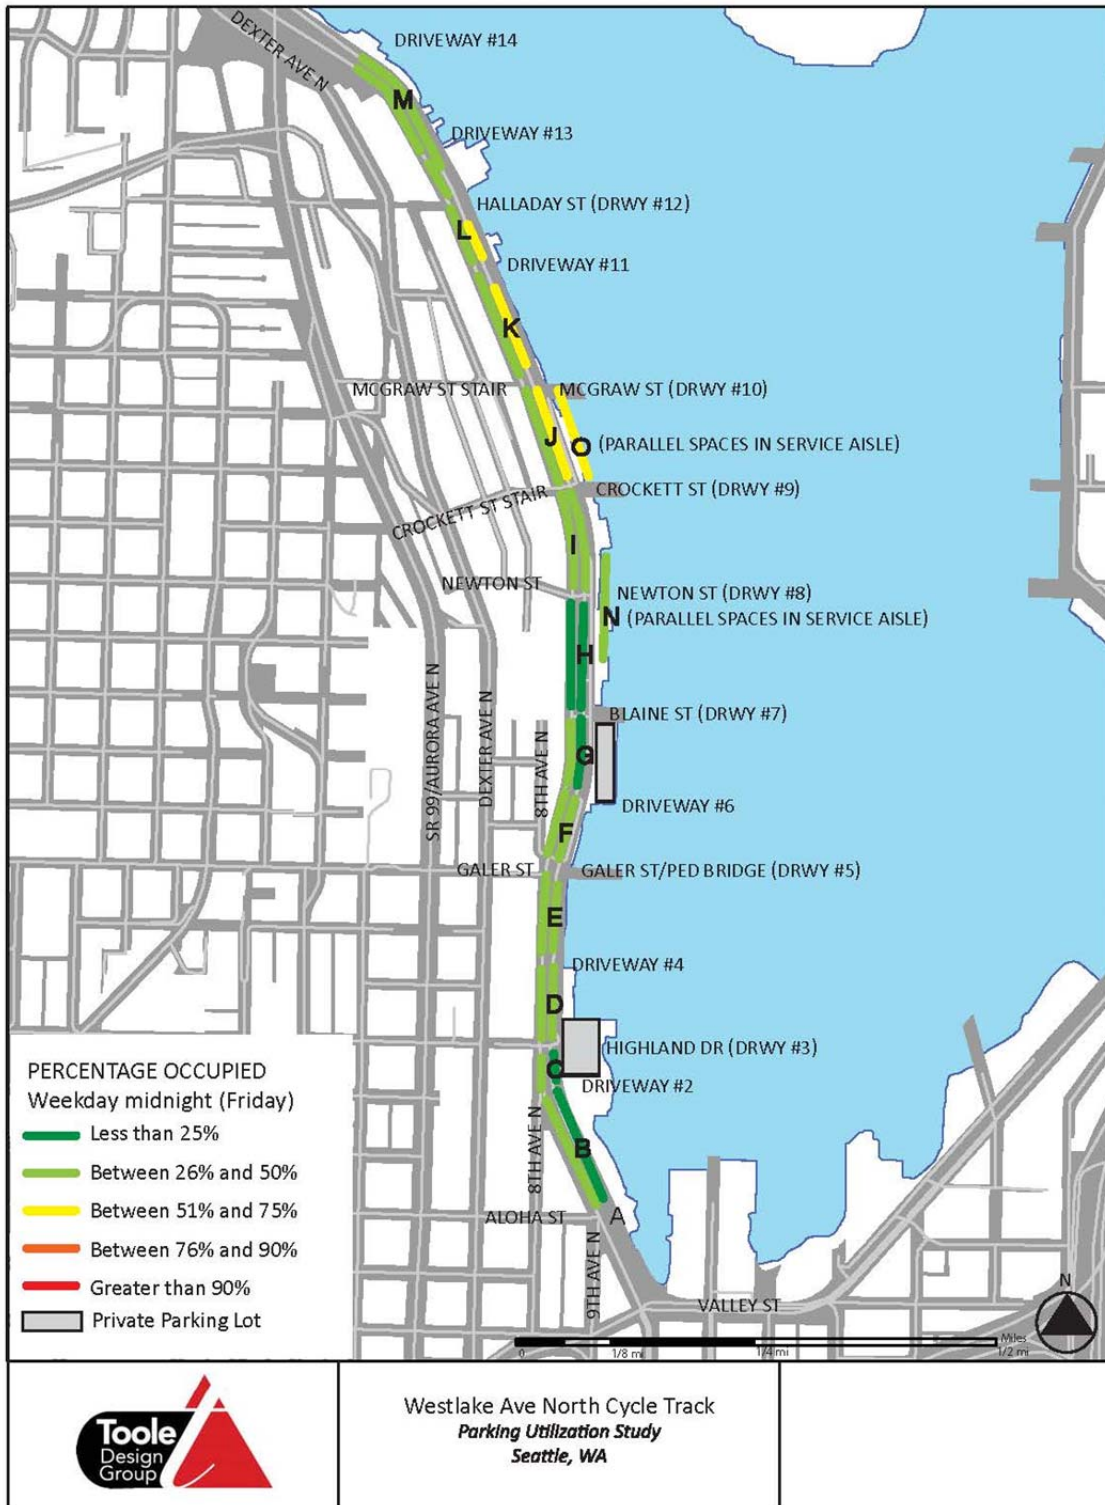 DRIVEWAY #14
DEXTER AVE N
M
DRIVEWAY #13
HALLADAY ST (DRWY #12)
L
DRIVEWAY #11
K
MCGRAW ST STAIR
MCGRAW ST (DRWY #10)
J
O (PARALLEL SPACES IN SERVICE AISLE)
CROCKETT ST (DRWY #9)
CROCKETT ST STAIR
I
NEWTON ST
NEWTON ST (DRWY #8)
N (PARALLEL SPACES IN SERVICE AISLE)
H
SR 99/AURORA AVE N
DEXTER AVE N
8TH AVE N
BLAINE ST (DRWY #7)
G
DRIVEWAY #6
F
GALER ST
GALER ST/PED BRIDGE (DRWY #5)
E
DRIVEWAY #4
D
HIGHLAND DR (DRWY #3)
C
DRIVEWAY #2
8TH AVE N
B
ALOHA ST
A
9TH AVE N
VALLEY ST
PERCENTAGE OCCUPIED
Weekday midnight (Friday)
Less than 25%
Between 26% and 50%
Between 51% and 75%
Between 76% and 90%
Greater than 90%
Private Parking Lot
N
Miles
0 1/8 mi 1/4 mi 1/2 mi
Toole
Design
Group
Westlake Ave North Cycle Track
Parking Utilization Study
Seattle, WA